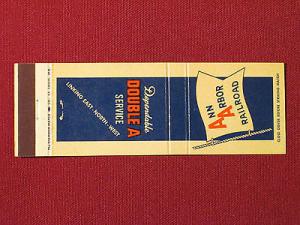 ANN
ARBOR
RAILROAD
Dependable
DOUBLE A
SERVICE
LINKING EAST-NORTH-WEST